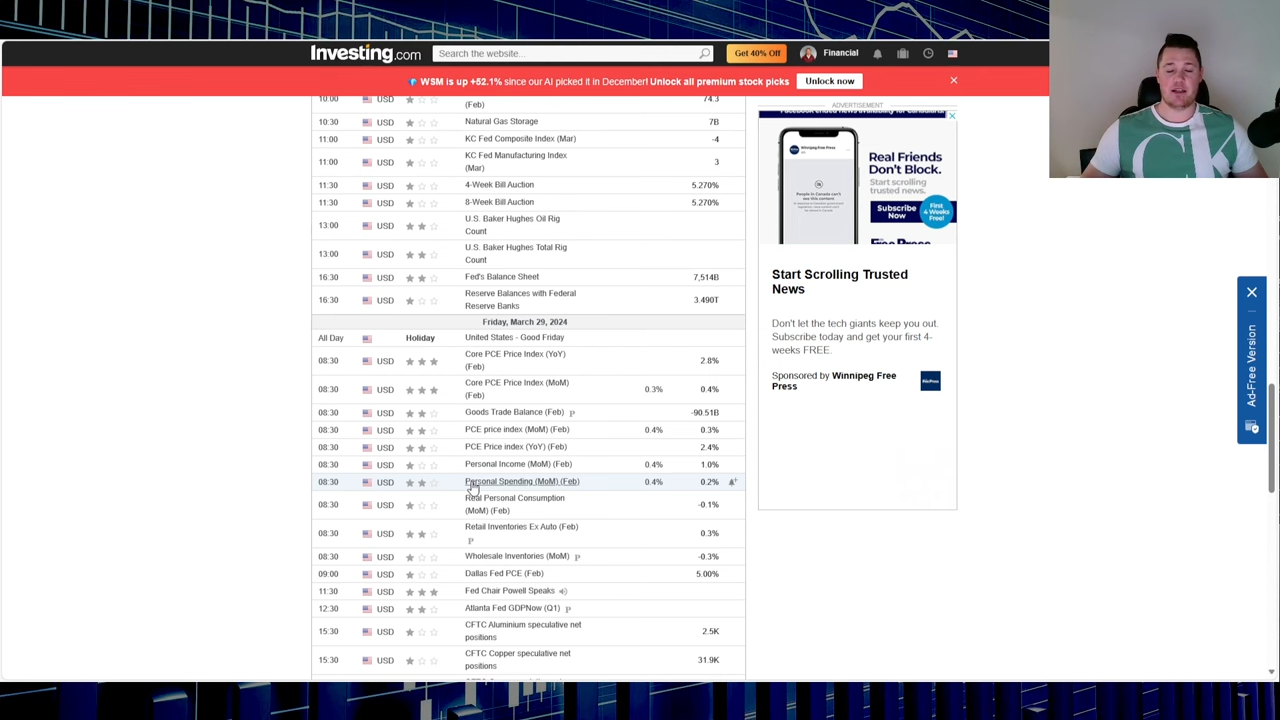 Investing.com
Search the website...
Get 40% Off
Financial
WSM is up +52.1% since our AI picked it in December! Unlock all premium stock picks
Unlock now
10:00 USD (Feb) 74.3
10:30 USD Natural Gas Storage 7B
11:00 USD KC Fed Composite Index (Mar) -4
11:00 USD KC Fed Manufacturing Index (Mar) 3
11:30 USD 4-Week Bill Auction 5.270%
11:30 USD 8-Week Bill Auction 5.270%
13:00 USD U.S. Baker Hughes Oil Rig Count
13:00 USD U.S. Baker Hughes Total Rig Count
16:30 USD Fed's Balance Sheet 7,514B
16:30 USD Reserve Balances with Federal Reserve Banks 3.490T
Friday, March 29, 2024
All Day Holiday United States - Good Friday
08:30 USD Core PCE Price Index (YoY) (Feb) 2.8%
08:30 USD Core PCE Price Index (MoM) (Feb) 0.3% 0.4%
08:30 USD Goods Trade Balance (Feb) P -90.51B
08:30 USD PCE price index (MoM) (Feb) 0.4% 0.3%
08:30 USD PCE Price index (YoY) (Feb) 2.4%
08:30 USD Personal Income (MoM) (Feb) 0.4% 1.0%
08:30 USD Personal Spending (MoM) (Feb) 0.4% 0.2%
08:30 USD Real Personal Consumption (MoM) (Feb) -0.1%
08:30 USD Retail Inventories Ex Auto (Feb) P 0.3%
08:30 USD Wholesale Inventories (MoM) P -0.3%
09:00 USD Dallas Fed PCE (Feb) 5.00%
11:30 USD Fed Chair Powell Speaks
12:30 USD Atlanta Fed GDPNow (Q1) P
15:30 USD CFTC Aluminium speculative net positions 2.5K
15:30 USD CFTC Copper speculative net positions 31.9K
ADVERTISEMENT
Winnipeg Free Press
People in Canada can't
see this content
Real Friends
Don't Block.
Start scrolling
trusted news.
Subscribe
Now
First
4 Weeks
Free!
Start Scrolling Trusted
News
Don't let the tech giants keep you out.
Subscribe today and get your first 4-
weeks FREE.
Sponsored by Winnipeg Free
Press
Ad-Free Version